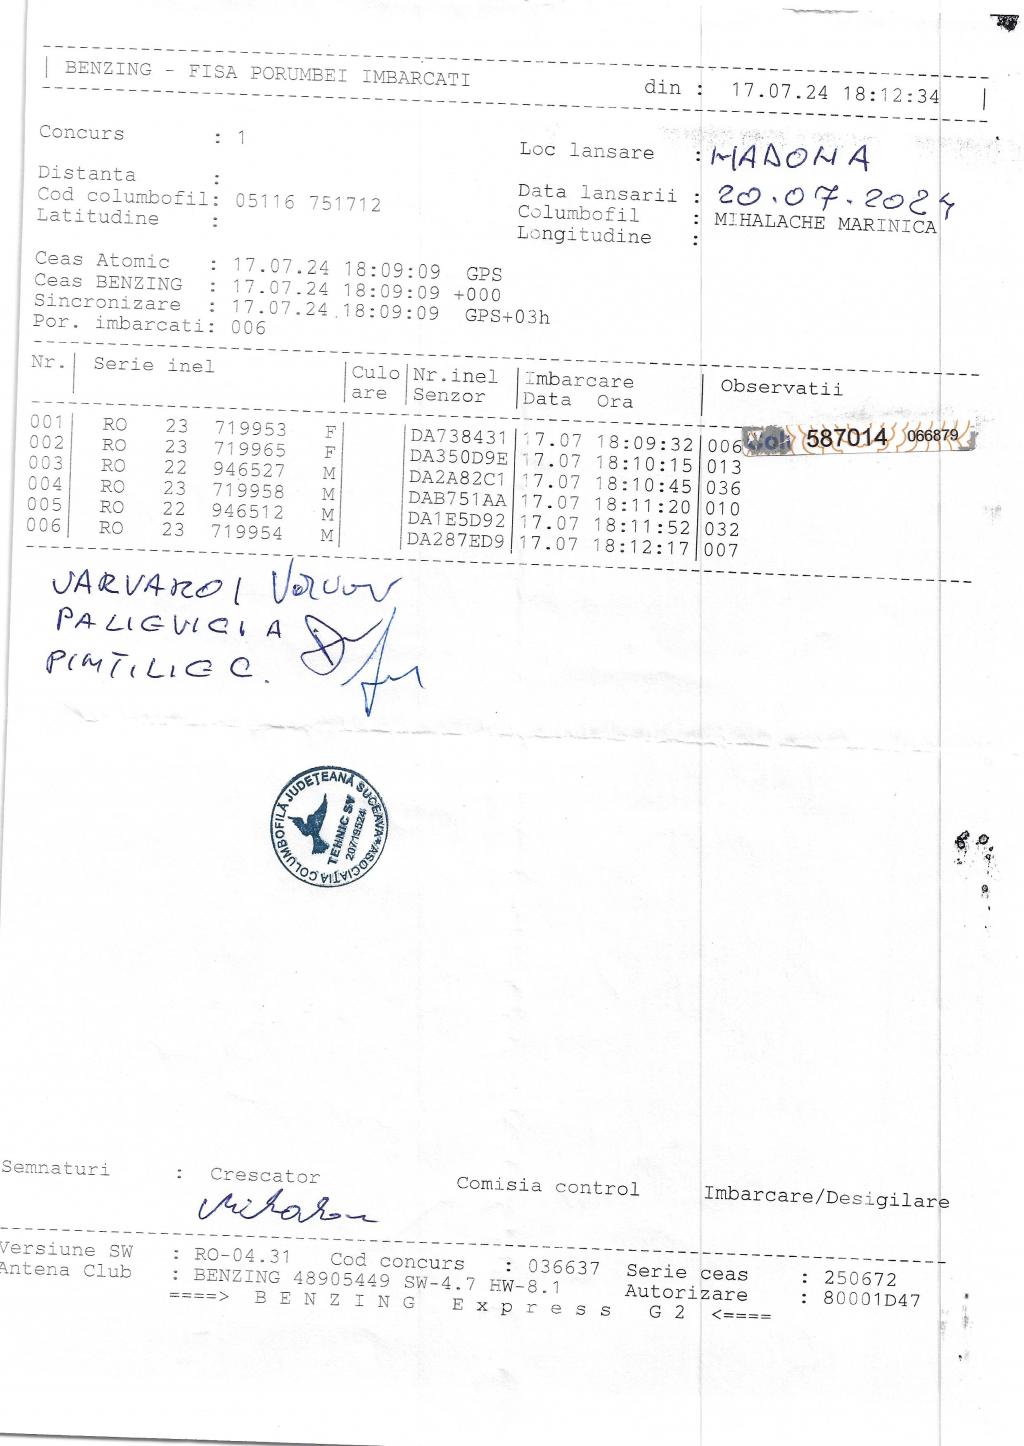 BENZING - FISA PORUMBEI IMBARCATI din : 17.07.24 18:12:34
Concurs : 1
Loc lansare : MADONA
Distanta :
Data lansarii : 20.07.2024
Cod columbofil: 05116 751712
Columbofil : MIHALACHE MARINICA
Latitudine :
Longitudine :
Ceas Atomic : 17.07.24 18:09:09 GPS
Ceas BENZING : 17.07.24 18:09:09 +000
Sincronizare : 17.07.24 18:09:09 GPS+03h
Por. imbarcati: 006
Nr.| Serie inel |Culo|Nr.inel |Imbarcare | Observatii
|are |Senzor |Data Ora |
001| RO 23 719953 F| |DA738431|17.07 18:09:32|006
587014 066879
002| RO 23 719965 F| |DA350D9E|17.07 18:10:15|013
003| RO 22 946527 M| |DA2A82C1|17.07 18:10:45|036
004| RO 23 719958 M| |DAB751AA|17.07 18:11:20|010
005| RO 22 946512 M| |DA1E5D92|17.07 18:11:52|032
006| RO 23 719954 M| |DA287ED9|17.07 18:12:17|007
VARVAROI
PALIEVICI A
PINTILIE C.
ASOCIAȚIA COLUMBOFILĂ JUDEȚEANĂ SUCEAVA
TEHNIC SV
207/19524
Semnaturi : Crescator Comisia control Imbarcare/Desigilare
Versiune SW : RO-04.31 Cod concurs : 036637 Serie ceas : 250672
Antena Club : BENZING 48905449 SW-4.7 HW-8.1 Autorizare : 80001D47
====> B E N Z I N G E x p r e s s G 2 <====